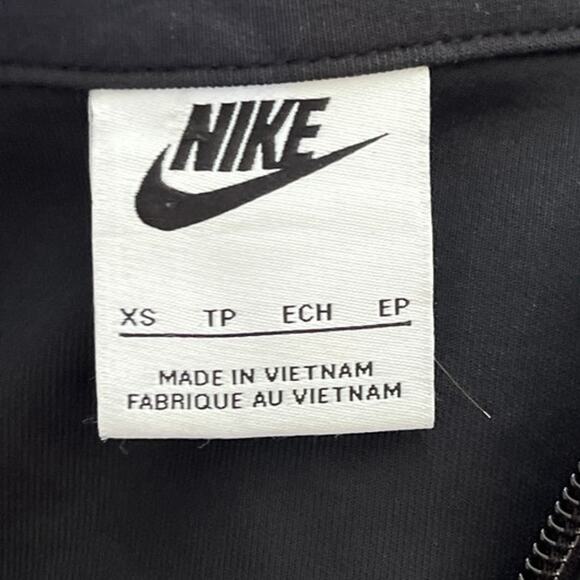 NIKE
XS TP ECH EP
MADE IN VIETNAM
FABRIQUE AU VIETNAM